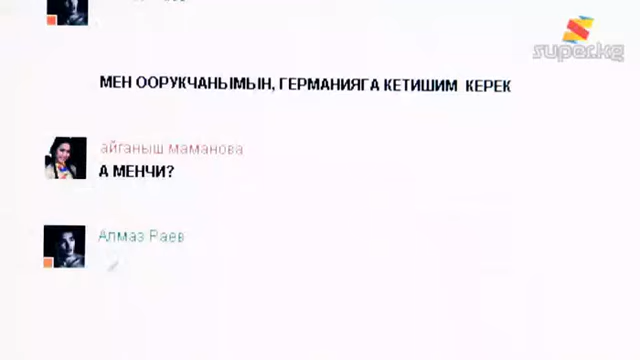 super.kg
МЕН ООРУКЧАНЫМЫН, ГЕРМАНИЯГА КЕТИШИМ КЕРЕК
айганыш маманова
А МЕНЧИ?
Алмаз Раев